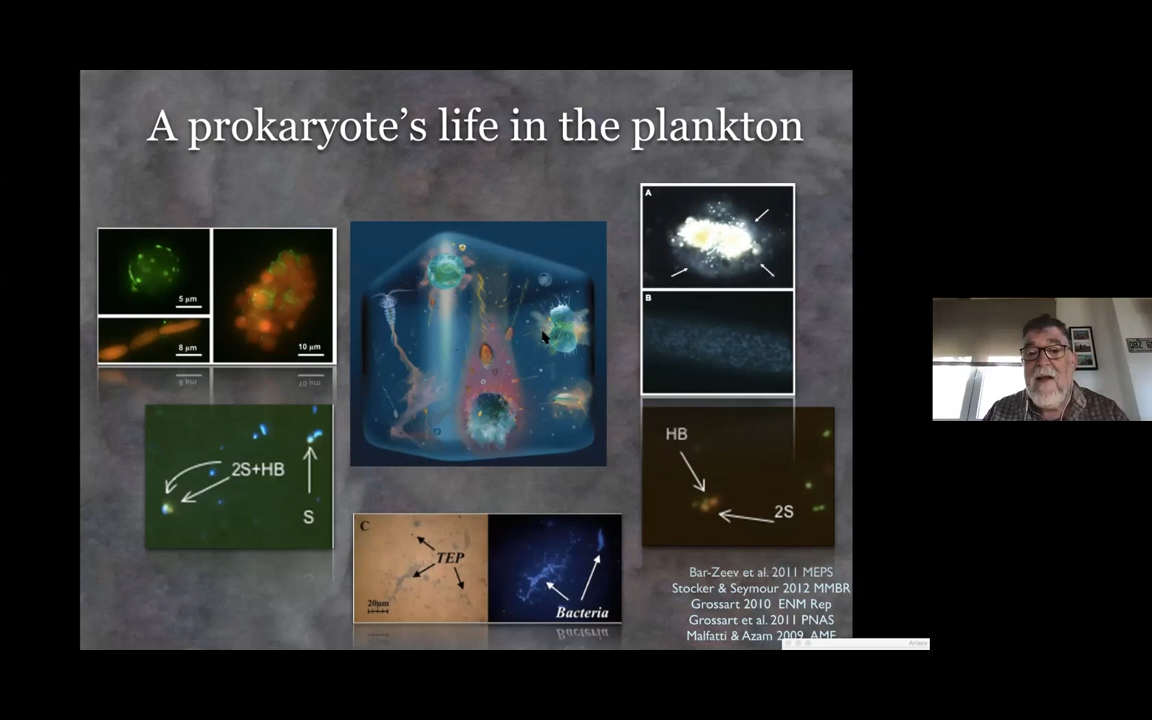 A prokaryote's life in the plankton
5 µm
8 µm
10 µm
A
B
2S+HB
S
HB
2S
C
TEP
20µm
Bacteria
Bar-Zeev et al. 2011 MEPS
Stocker & Seymour 2012 MMBR
Grossart 2010 ENM Rep
Grossart et al. 2011 PNAS
Malfatti & Azam 2009 AME